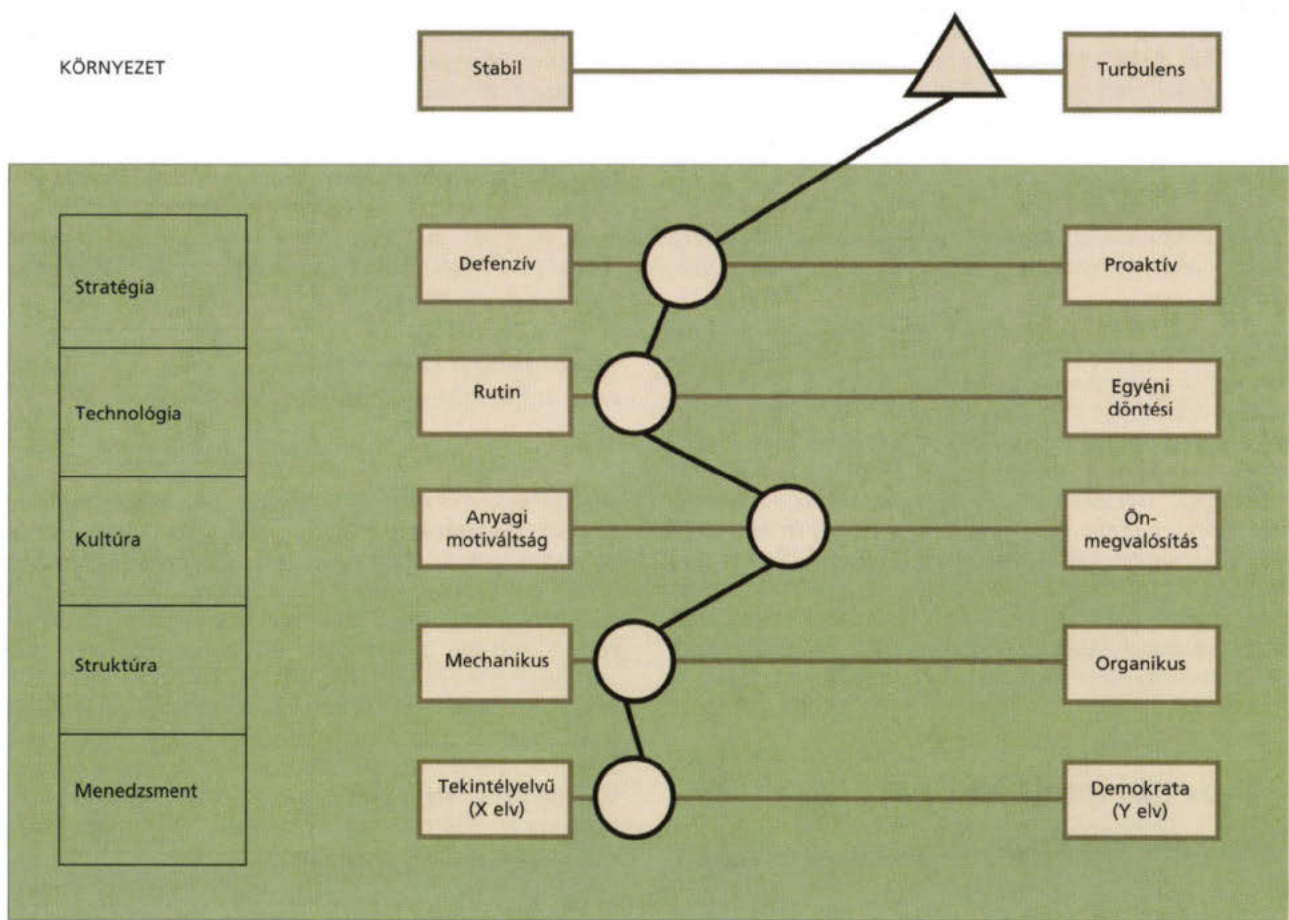 KÖRNYEZET
Stabil
Turbulens
Stratégia
Defenzív
Proaktív
Technológia
Rutin
Egyéni
döntési
Kultúra
Anyagi
motiváltság
Ön-
megvalósítás
Struktúra
Mechanikus
Organikus
Menedzsment
Tekintélyelvű
(X elv)
Demokrata
(Y elv)